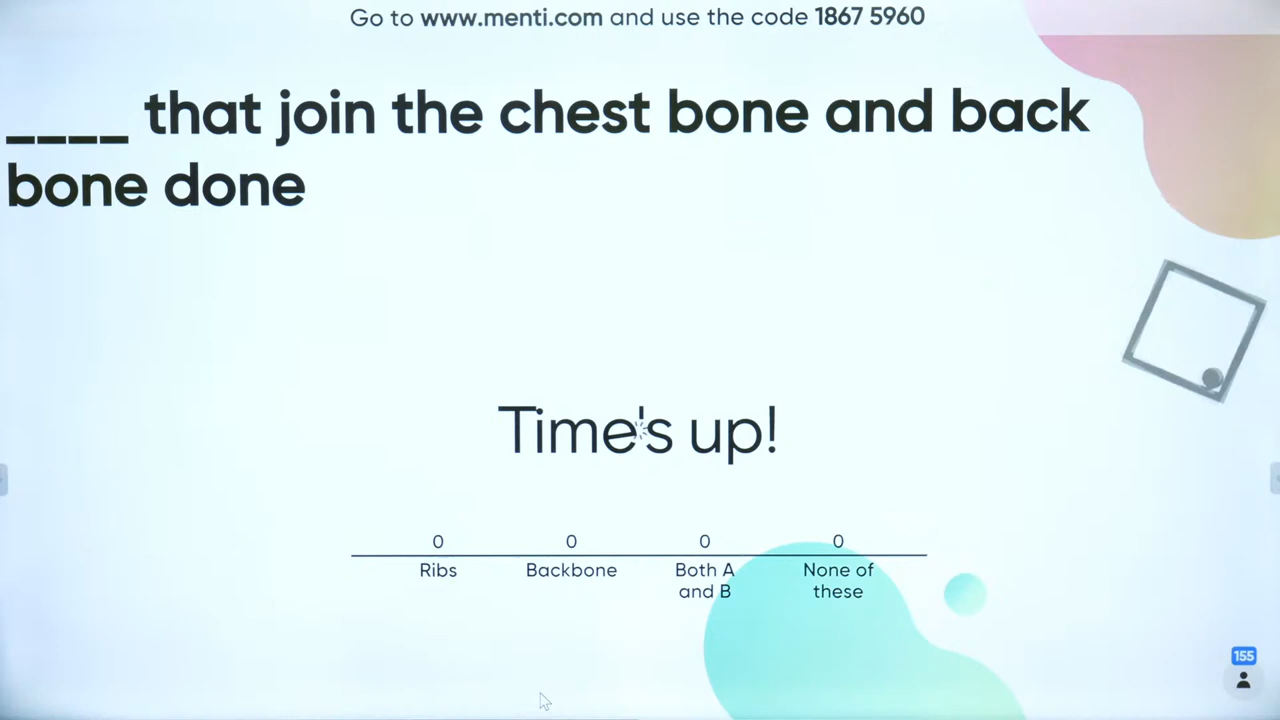 Go to www.menti.com and use the code 1867 5960
____ that join the chest bone and back
bone done
Time's up!
0 0 0 0
Ribs Backbone Both A None of
and B these
155